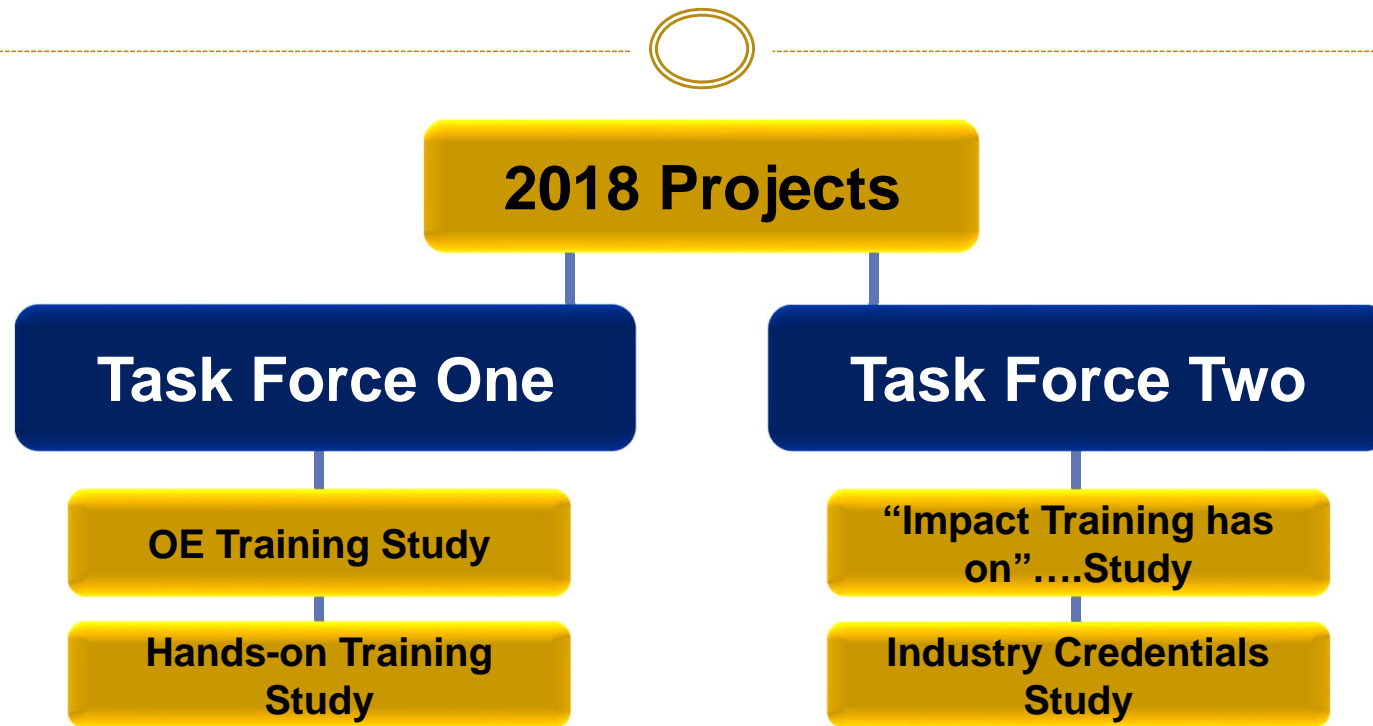 2018 Projects
Task Force One
Task Force Two
OE Training Study
Hands-on Training
Study
“Impact Training has
on”….Study
Industry Credentials
Study